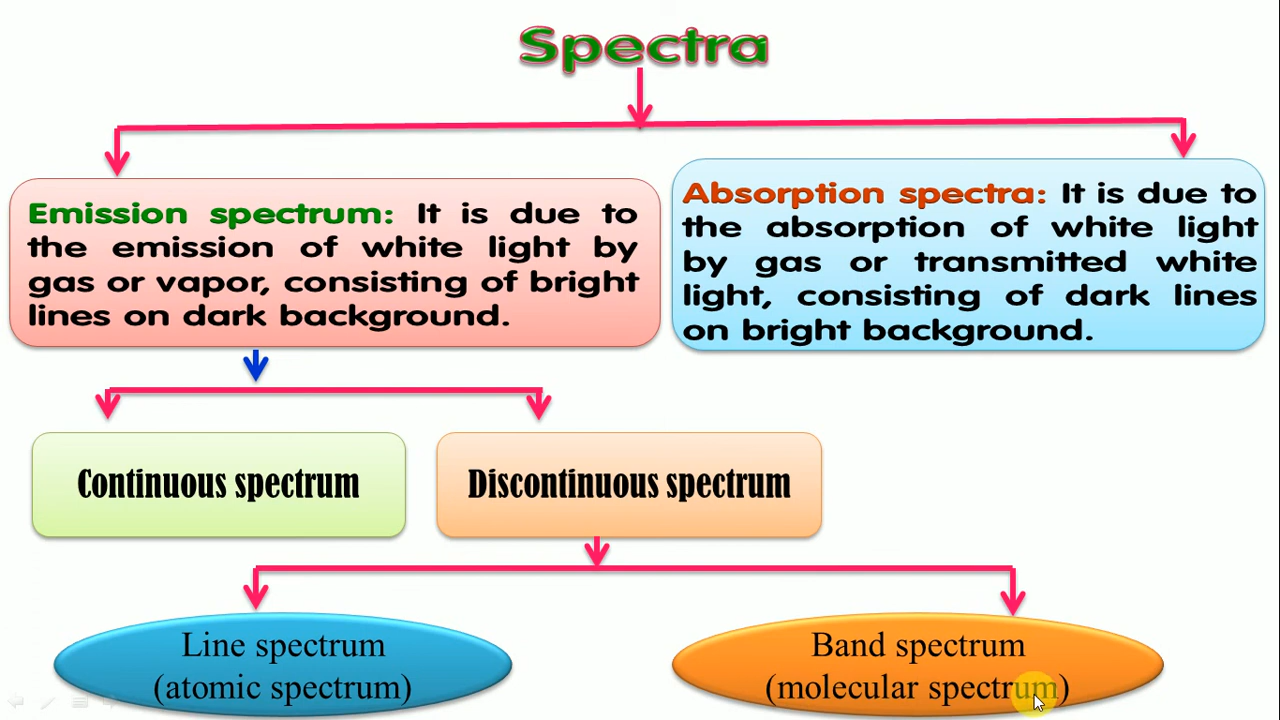 Spectra
Emission spectrum: It is due to
the emission of white light by
gas or vapor, consisting of bright
lines on dark background.
Absorption spectra: It is due to
the absorption of white light
by gas or transmitted white
light, consisting of dark lines
on bright background.
Continuous spectrum
Discontinuous spectrum
Line spectrum
(atomic spectrum)
Band spectrum
(molecular spectrum)